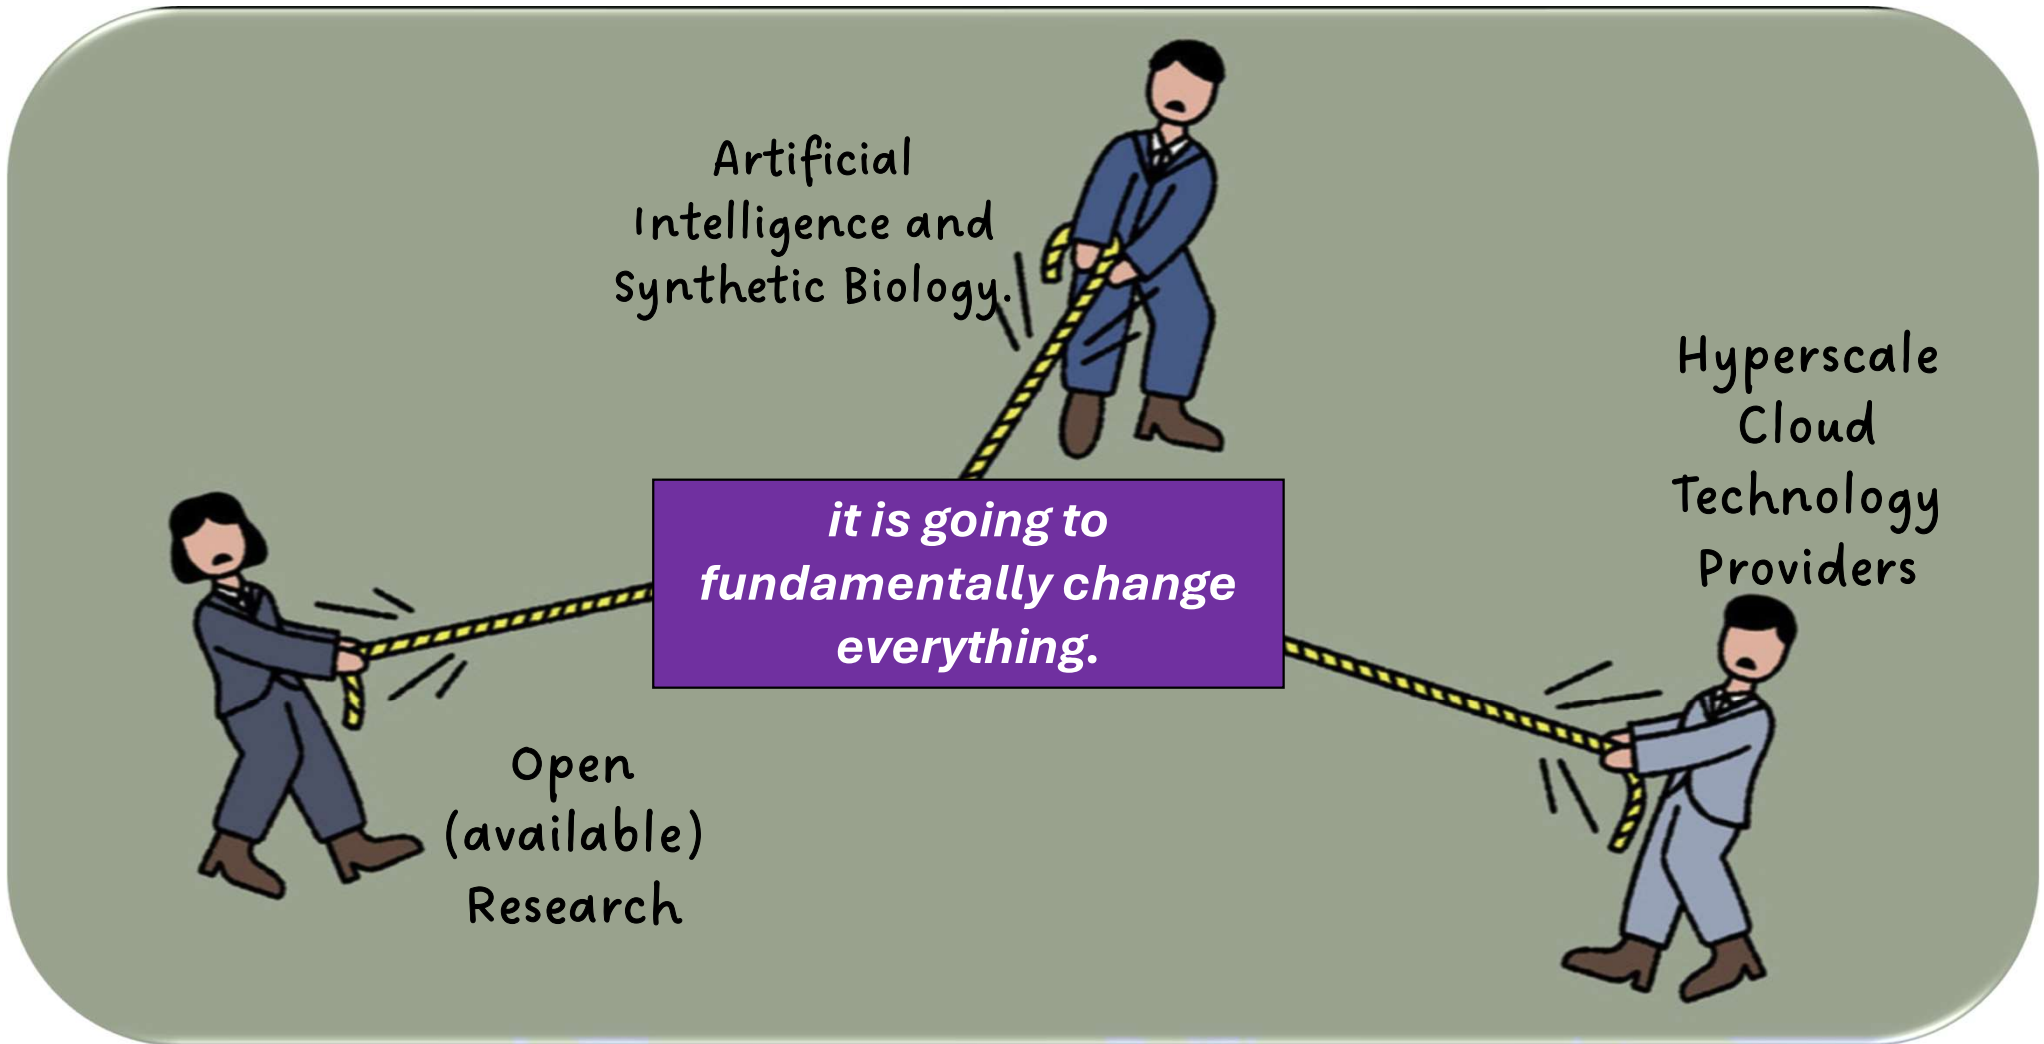 Artificial
Intelligence and
Synthetic Biology.
Hyperscale
Cloud
Technology
Providers
it is going to
fundamentally change
everything.
Open
(available)
Research